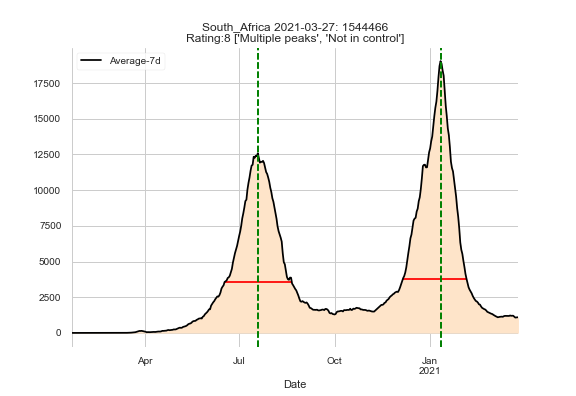 South_Africa 2021-03-27: 1544466
Rating:8 ['Multiple peaks', 'Not in control']
Average-7d
17500
15000
12500
10000
7500
5000
2500
0
Apr
Jul
Oct
Jan
2021
Date